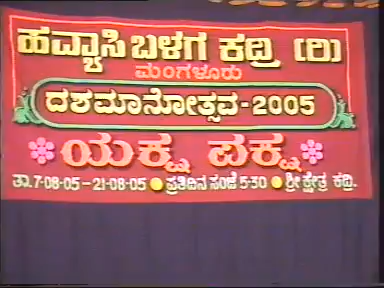 ಹವ್ಯಾಸಿ ಬಳಗ ಕದ್ರಿ (ರಿ)
ಮಂಗಳೂರು
ದಶಮಾನೋತ್ಸವ - 2005
ಯಕ್ಷ ಪಕ್ಷ
ತಾ. 7-08-05 – 21-08-05 ಪ್ರತಿದಿನ ಸಂಜೆ 5-30 ಶ್ರೀ ಕ್ಷೇತ್ರ ಕದ್ರಿ.